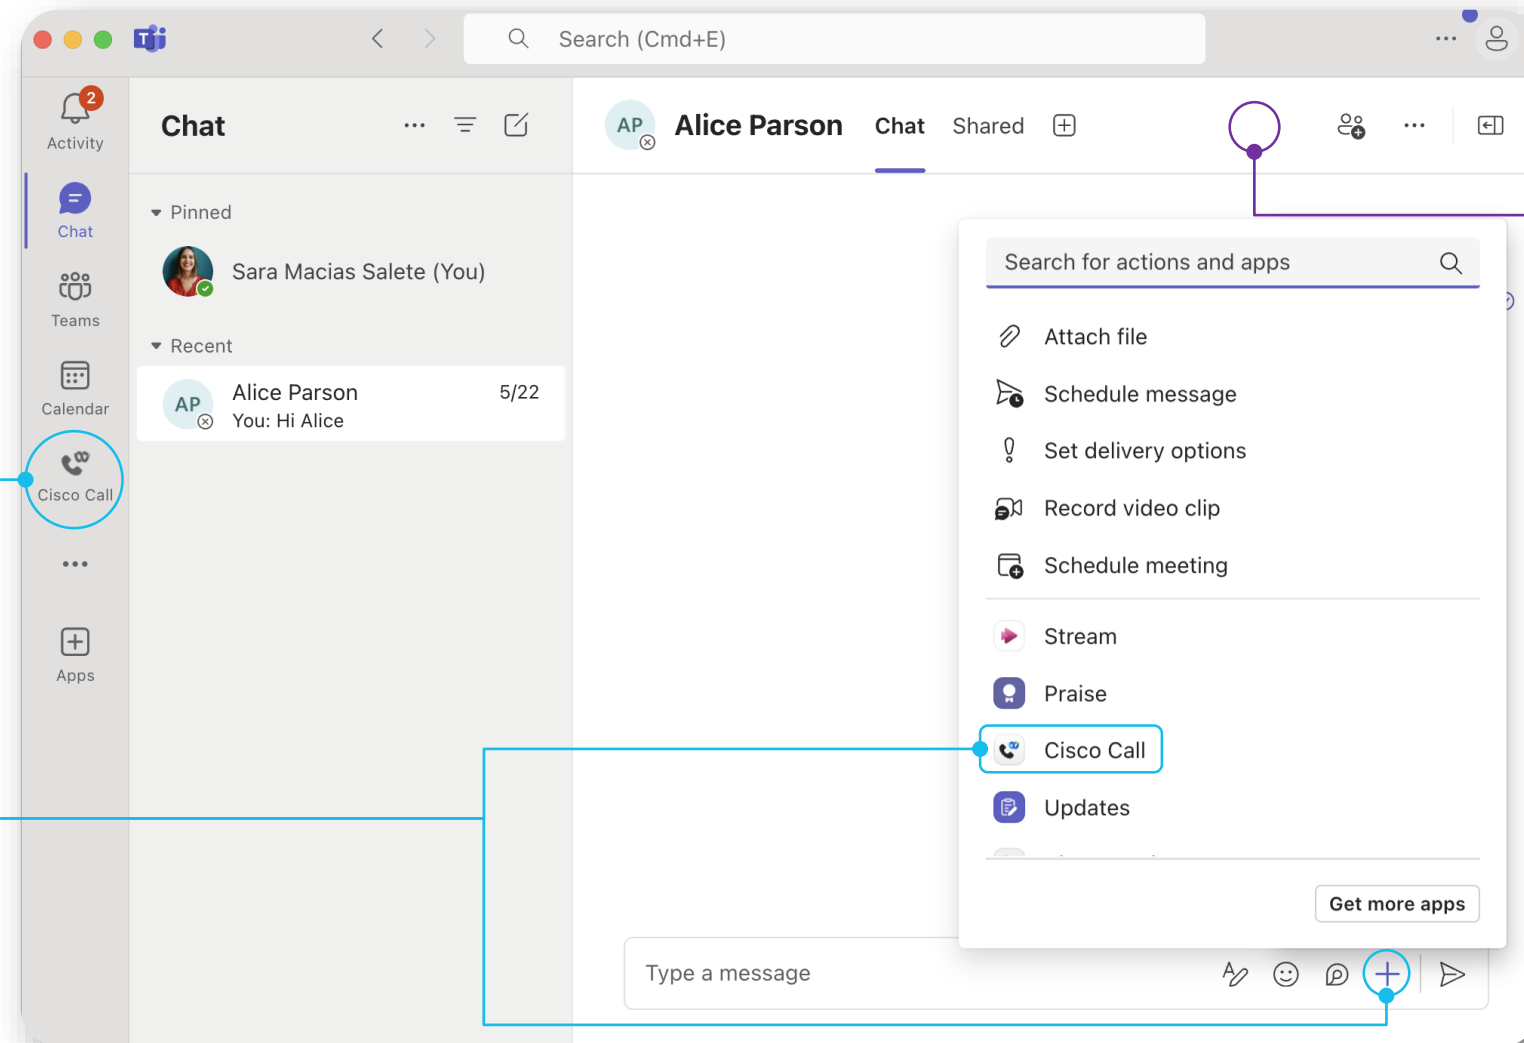 Search (Cmd+E)
2
Activity
Chat
Teams
Calendar
Cisco Call
Apps
Chat
Pinned
Sara Macias Salete (You)
Recent
AP
Alice Parson
5/22
You: Hi Alice
AP
Alice Parson
Chat
Shared
Search for actions and apps
Attach file
Schedule message
Set delivery options
Record video clip
Schedule meeting
Stream
Praise
Cisco Call
Updates
Get more apps
Type a message